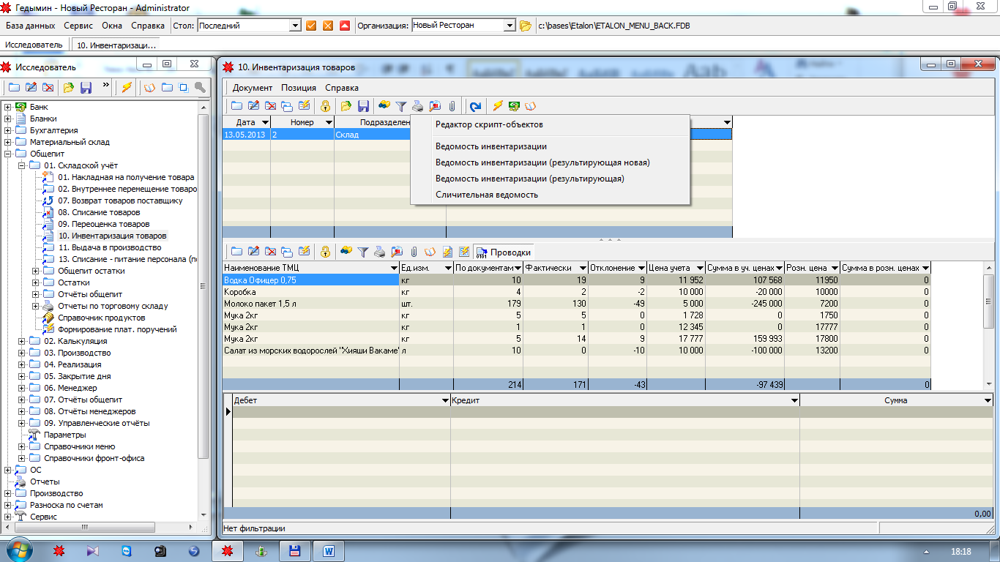 Гедымин - Новый Ресторан - Administrator
База данных Сервис Окна Справка Стол: Последний Организация: Новый Ресторан c:\bases\Etalon\ETALON_MENU_BACK.FDB
Исследователь 10. Инвентаризаци...
Исследователь
Банк
Бланки
Бухгалтерия
Материальный склад
Общепит
01. Складской учёт
01. Накладная на получение товара
02. Внутреннее перемещение товаро
07. Возврат товаров поставщику
08. Списание товаров
09. Переоценка товаров
10. Инвентаризация товаров
11. Выдача в производство
13. Списание - питание персонала (п
Общепит остатки
Остатки
Отчёты общепит
Отчеты по торговому складу
Справочник продуктов
Формирование плат. поручений
02. Калькуляция
03. Производство
04. Реализация
05. Закрытие дня
06. Менеджер
07. Отчёты общепит
08. Отчёты менеджеров
09. Управленческие отчёты
Параметры
Справочники меню
Справочники фронт-офиса
ОС
Отчеты
Производство
Разноска по счетам
Сервис
10. Инвентаризация товаров
Документ Позиция Справка
Дата Номер Подразделен
13.05.2013 2 Склад
Редактор скрипт-объектов
Ведомость инвентаризации
Ведомость инвентаризации (результирующая новая)
Ведомость инвентаризации (результирующая)
Сличительная ведомость
0101 Проводки
Наименование ТМЦ Ед.изм. По документам Фактически Отклонение Цена учета Сумма в уч. ценах Розн. цена Сумма в розн. ценах
Водка Офицер 0,75 кг 10 19 9 11 952 107 568 11950 0
Коробка кг 4 2 -2 10 000 -20 000 10000 0
Молоко пакет 1,5 л шт. 179 130 -49 5 000 -245 000 7200 0
Мука 2кг кг 5 5 0 1 728 0 1750 0
Мука 2кг кг 1 1 0 12 345 0 17777 0
Мука 2кг кг 5 14 9 17 777 159 993 17800 0
Салат из морских водорослей "Хияши Вакаме" л 10 0 -10 10 000 -100 000 13200 0
214 171 -43 -97 439 0
Дебет Кредит Сумма
0,00
Нет фильтрации
18:18